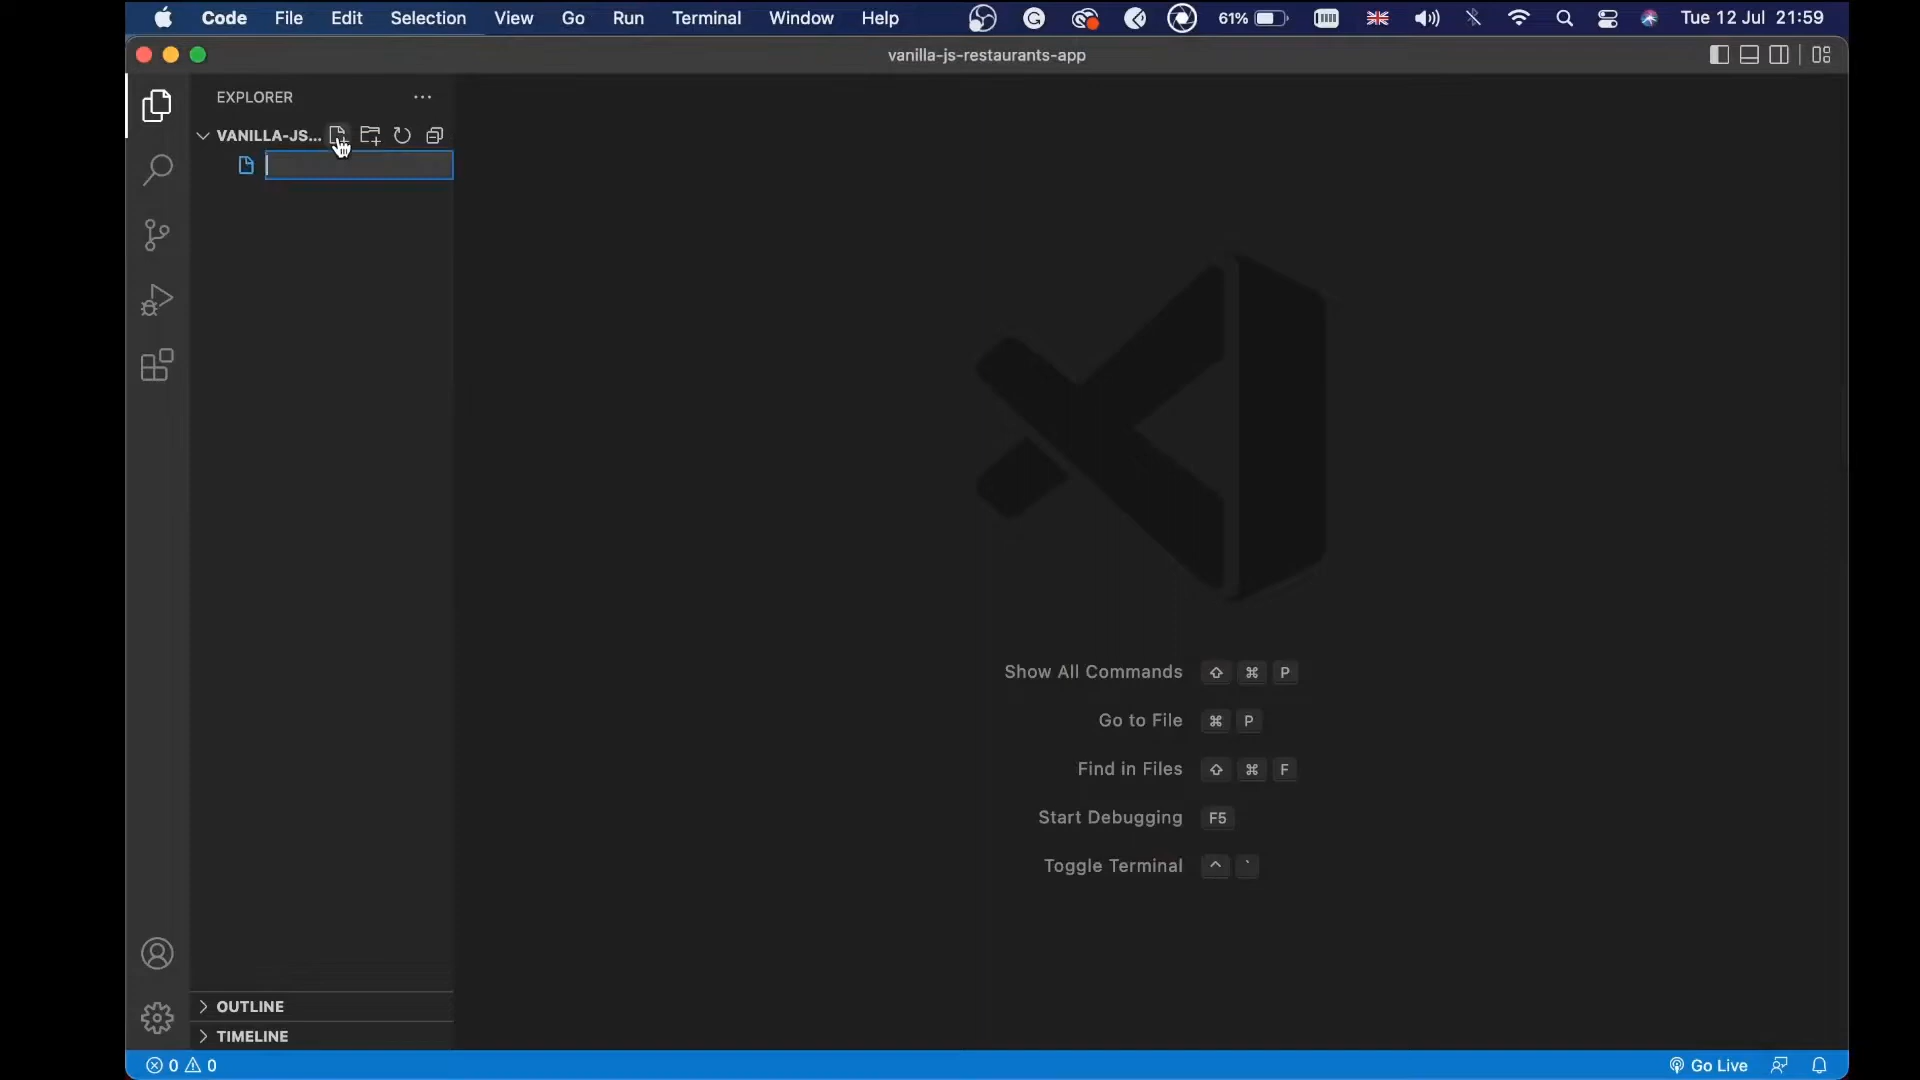 Code File Edit Selection View Go Run Terminal Window Help 61% Tue 12 Jul 21:59
vanilla-js-restaurants-app
EXPLORER
VANILLA-JS...
Show All Commands ⇧ ⌘ P
Go to File ⌘ P
Find in Files ⇧ ⌘ F
Start Debugging F5
Toggle Terminal ^ `
OUTLINE
TIMELINE
0 0 Go Live